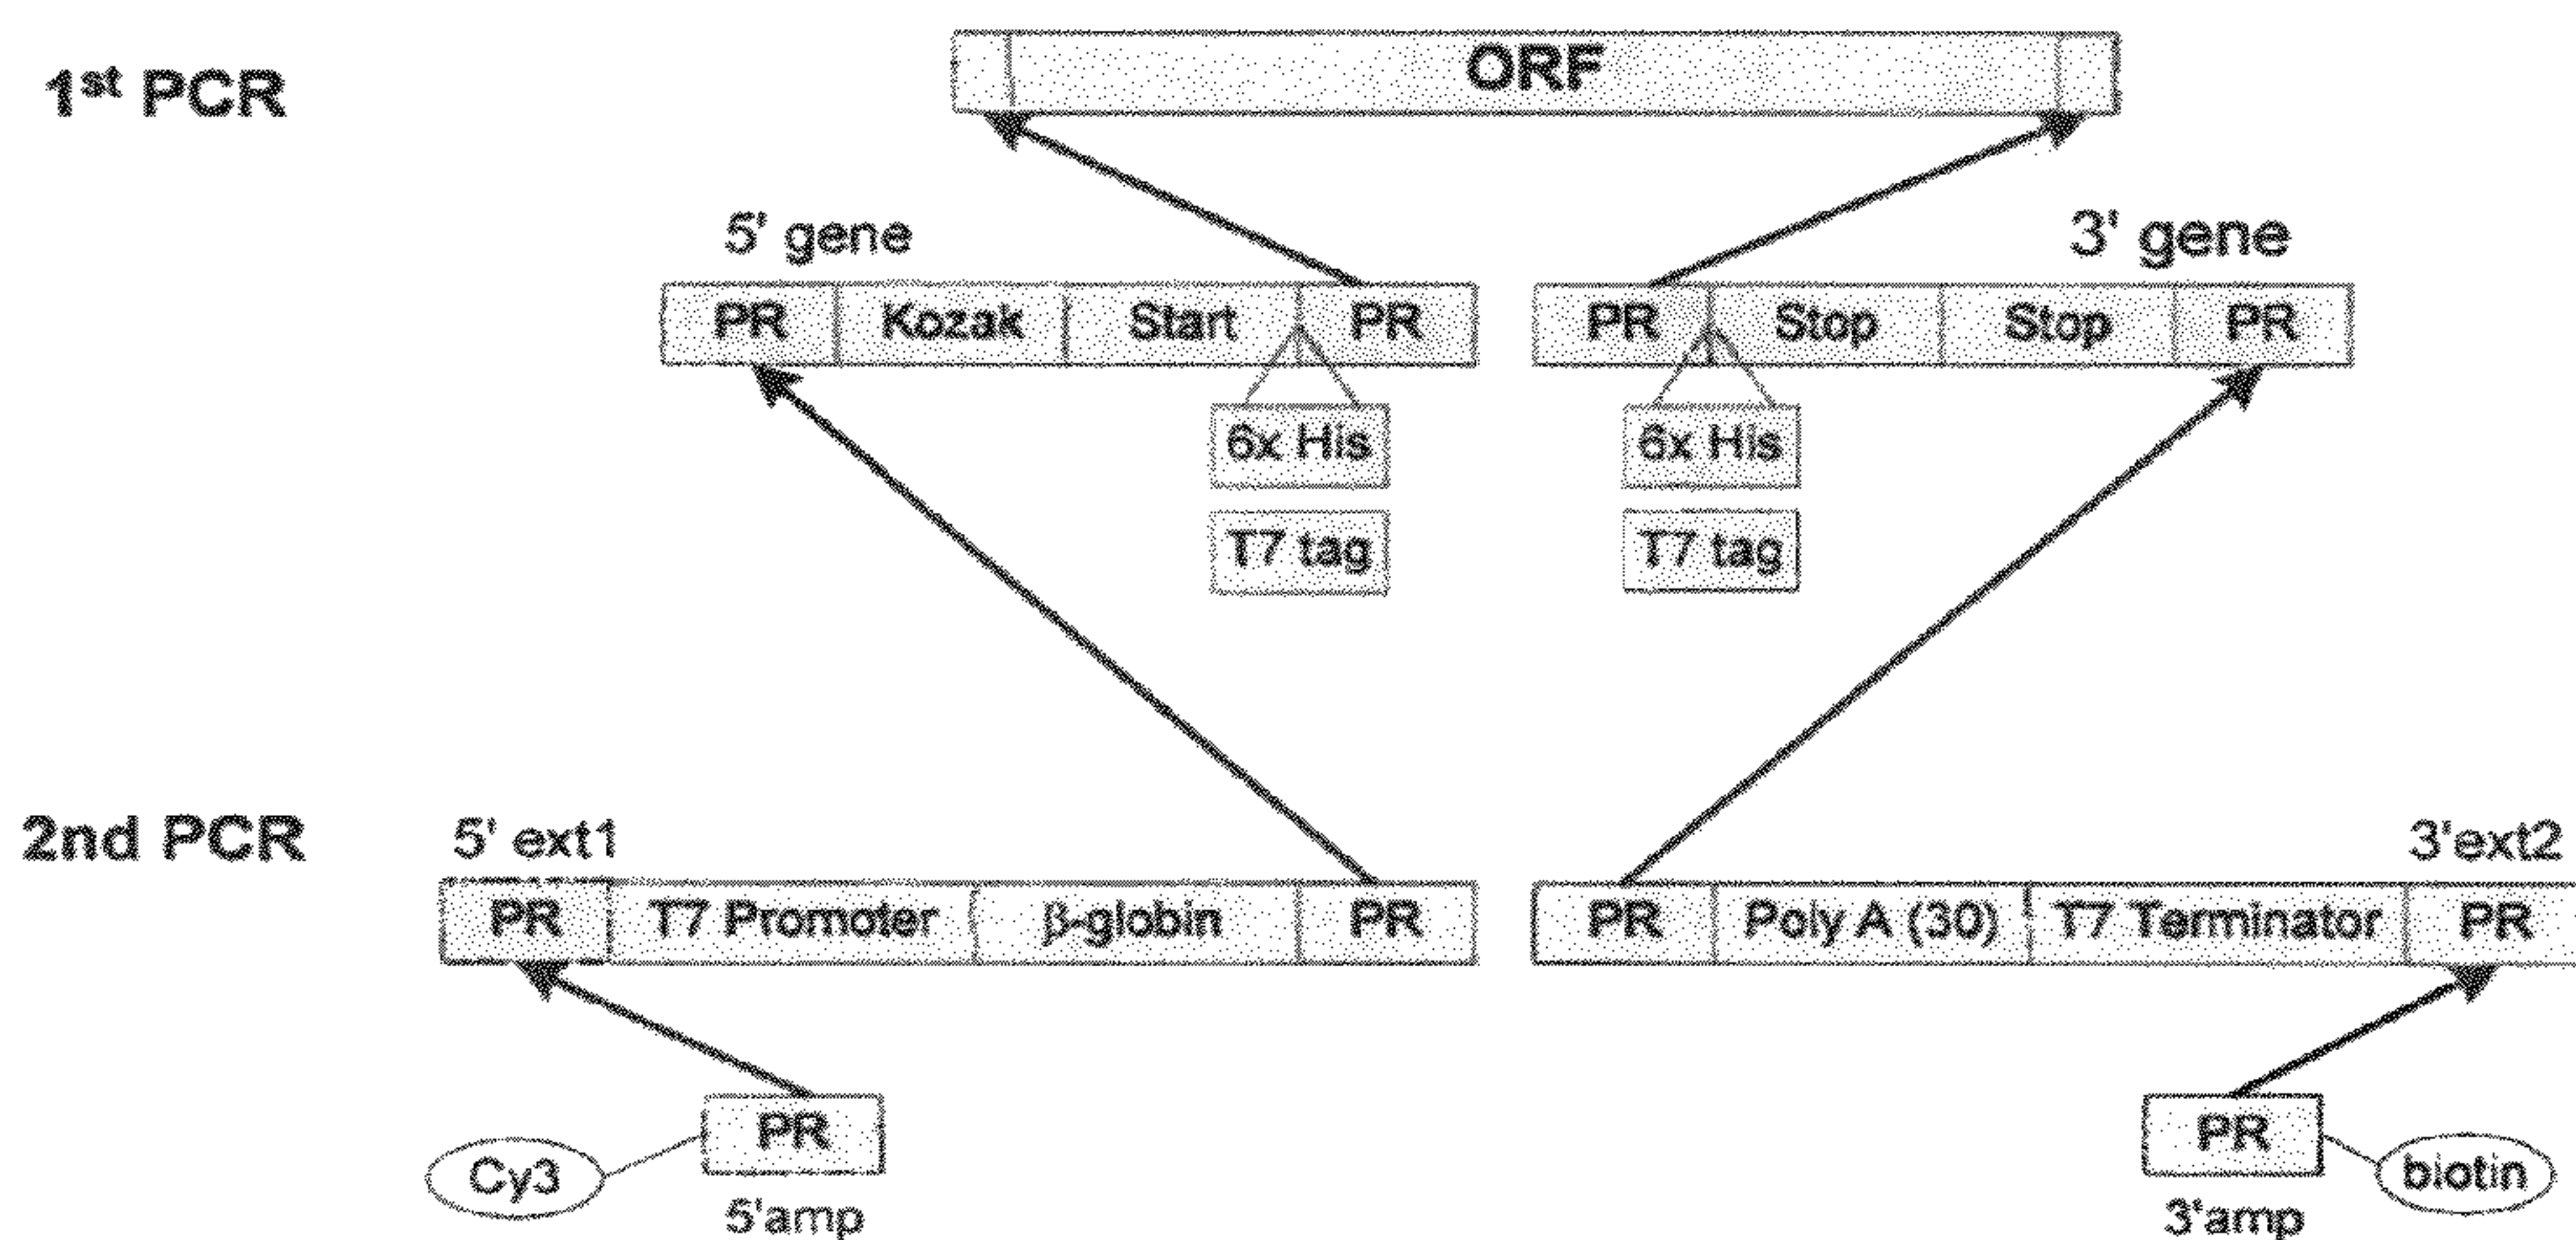 1st PCR
ORF
5' gene
3' gene
PR Kozak Start PR
PR Stop Stop PR
6x His
6x His
T7 tag
T7 tag
2nd PCR
5' ext1
3'ext2
PR T7 Promoter β-globin PR
PR Poly A (30) T7 Terminator PR
PR
PR
Cy3
biotin
5'amp
3'amp